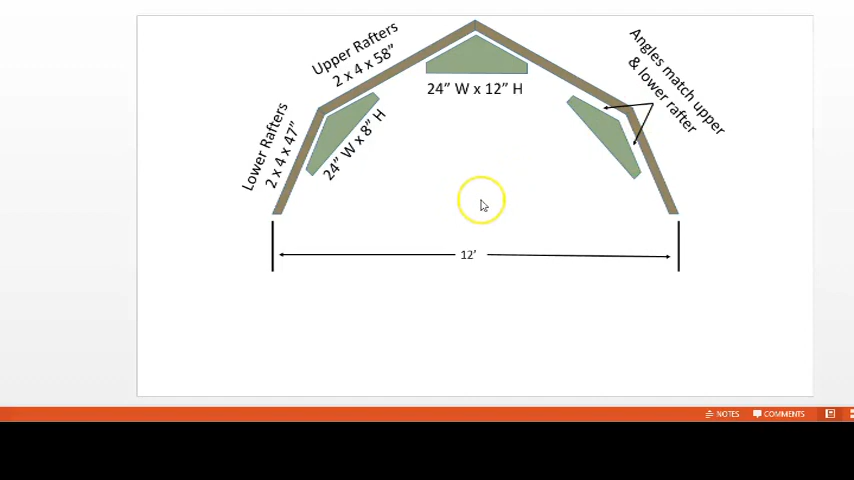 Upper Rafters
2 x 4 x 58”
Lower Rafters
2 x 4 x 47”
24” W x 12” H
24” W x 8” H
Angles match upper
& lower rafter
12’
NOTES
COMMENTS